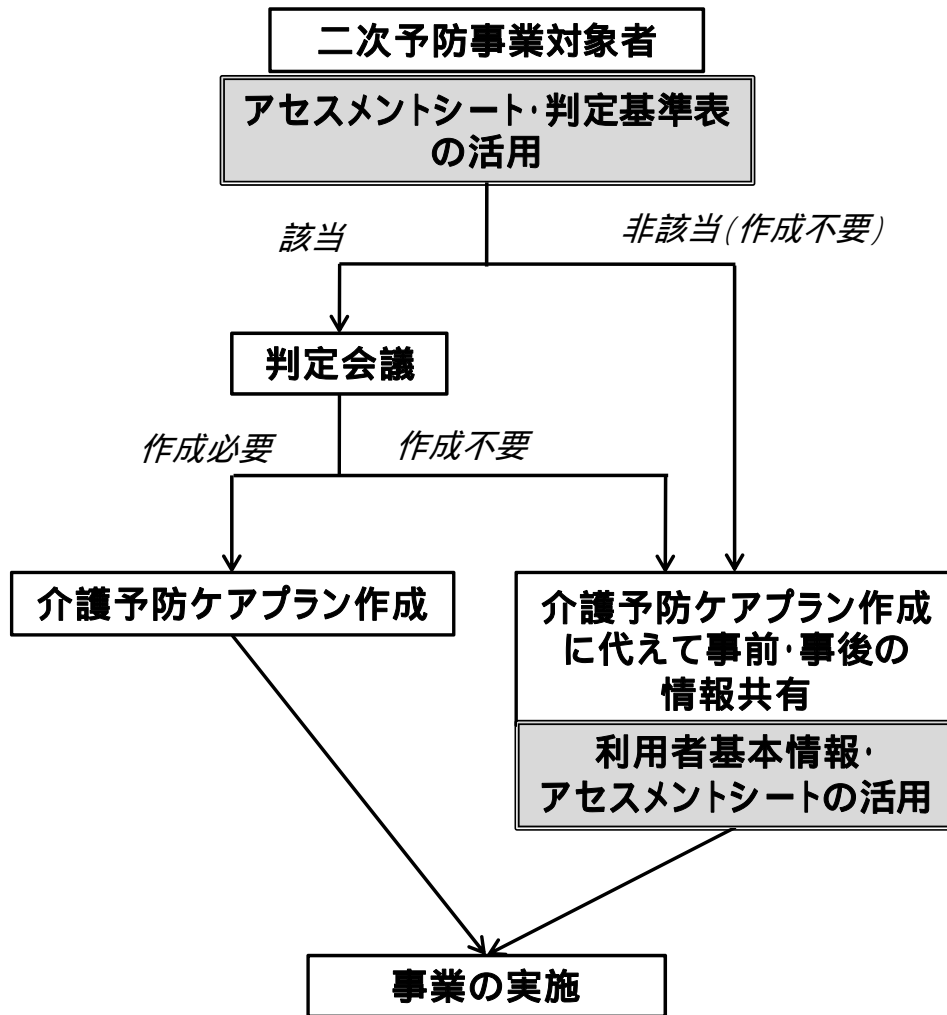 二次予防事業対象者
アセスメントシート・判定基準表
の活用
該当
非該当(作成不要)
判定会議
作成必要
作成不要
介護予防ケアプラン作成
介護予防ケアプラン作成
に代えて事前・事後の
情報共有
利用者基本情報・
アセスメントシートの活用
事業の実施